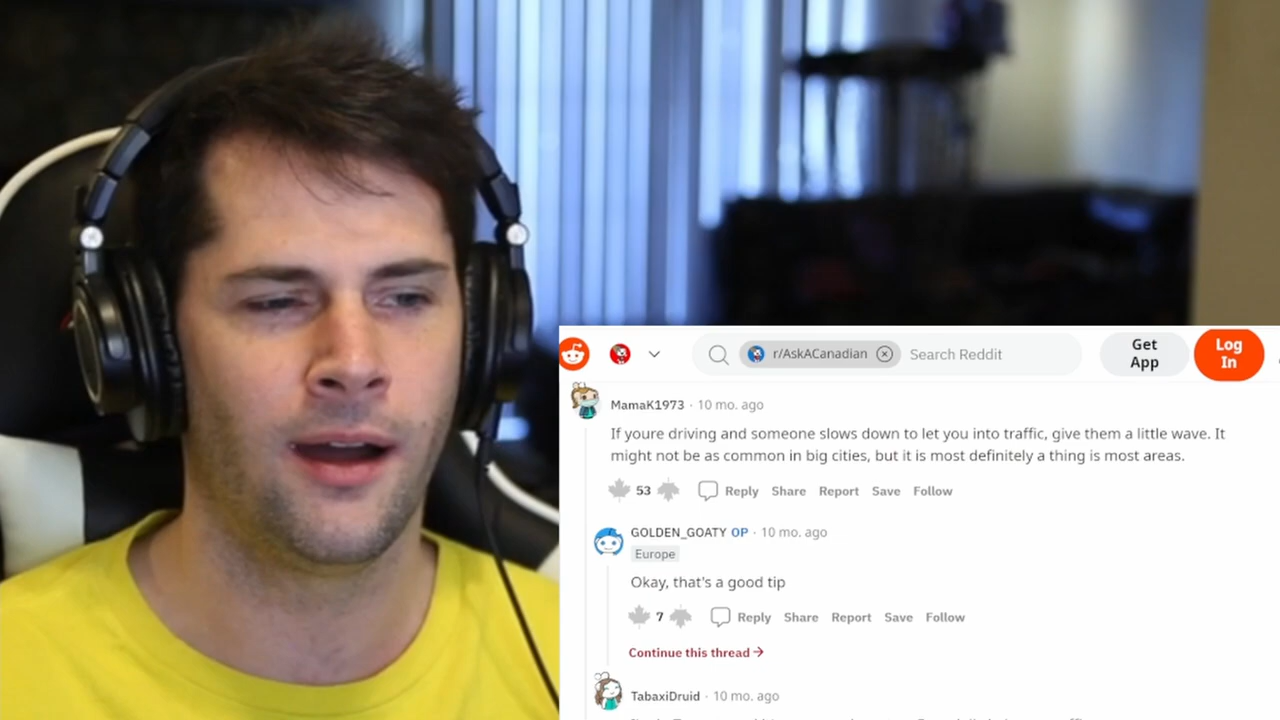 r/AskACanadian
Search Reddit
Get
App
Log
In
MamaK1973 · 10 mo. ago
If youre driving and someone slows down to let you into traffic, give them a little wave. It
might not be as common in big cities, but it is most definitely a thing is most areas.
53 Reply Share Report Save Follow
GOLDEN_GOATY OP · 10 mo. ago
Europe
Okay, that's a good tip
7 Reply Share Report Save Follow
Continue this thread →
TabaxiDruid · 10 mo. ago